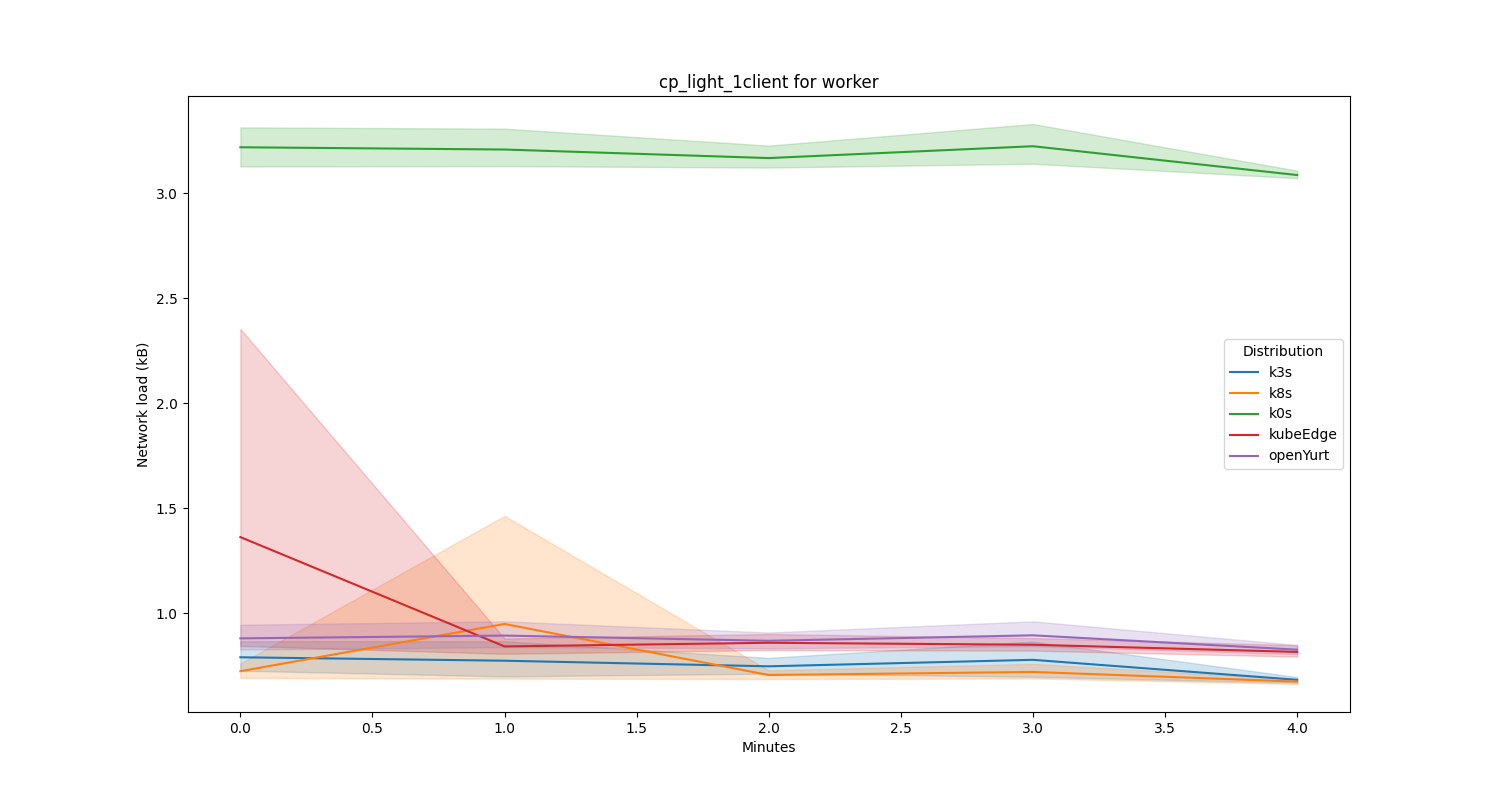 cp_light_1client for worker
Network load (kB)
3.0
2.5
2.0
1.5
1.0
Distribution
k3s
k8s
k0s
kubeEdge
openYurt
0.0 0.5 1.0 1.5 2.0 2.5 3.0 3.5 4.0
Minutes